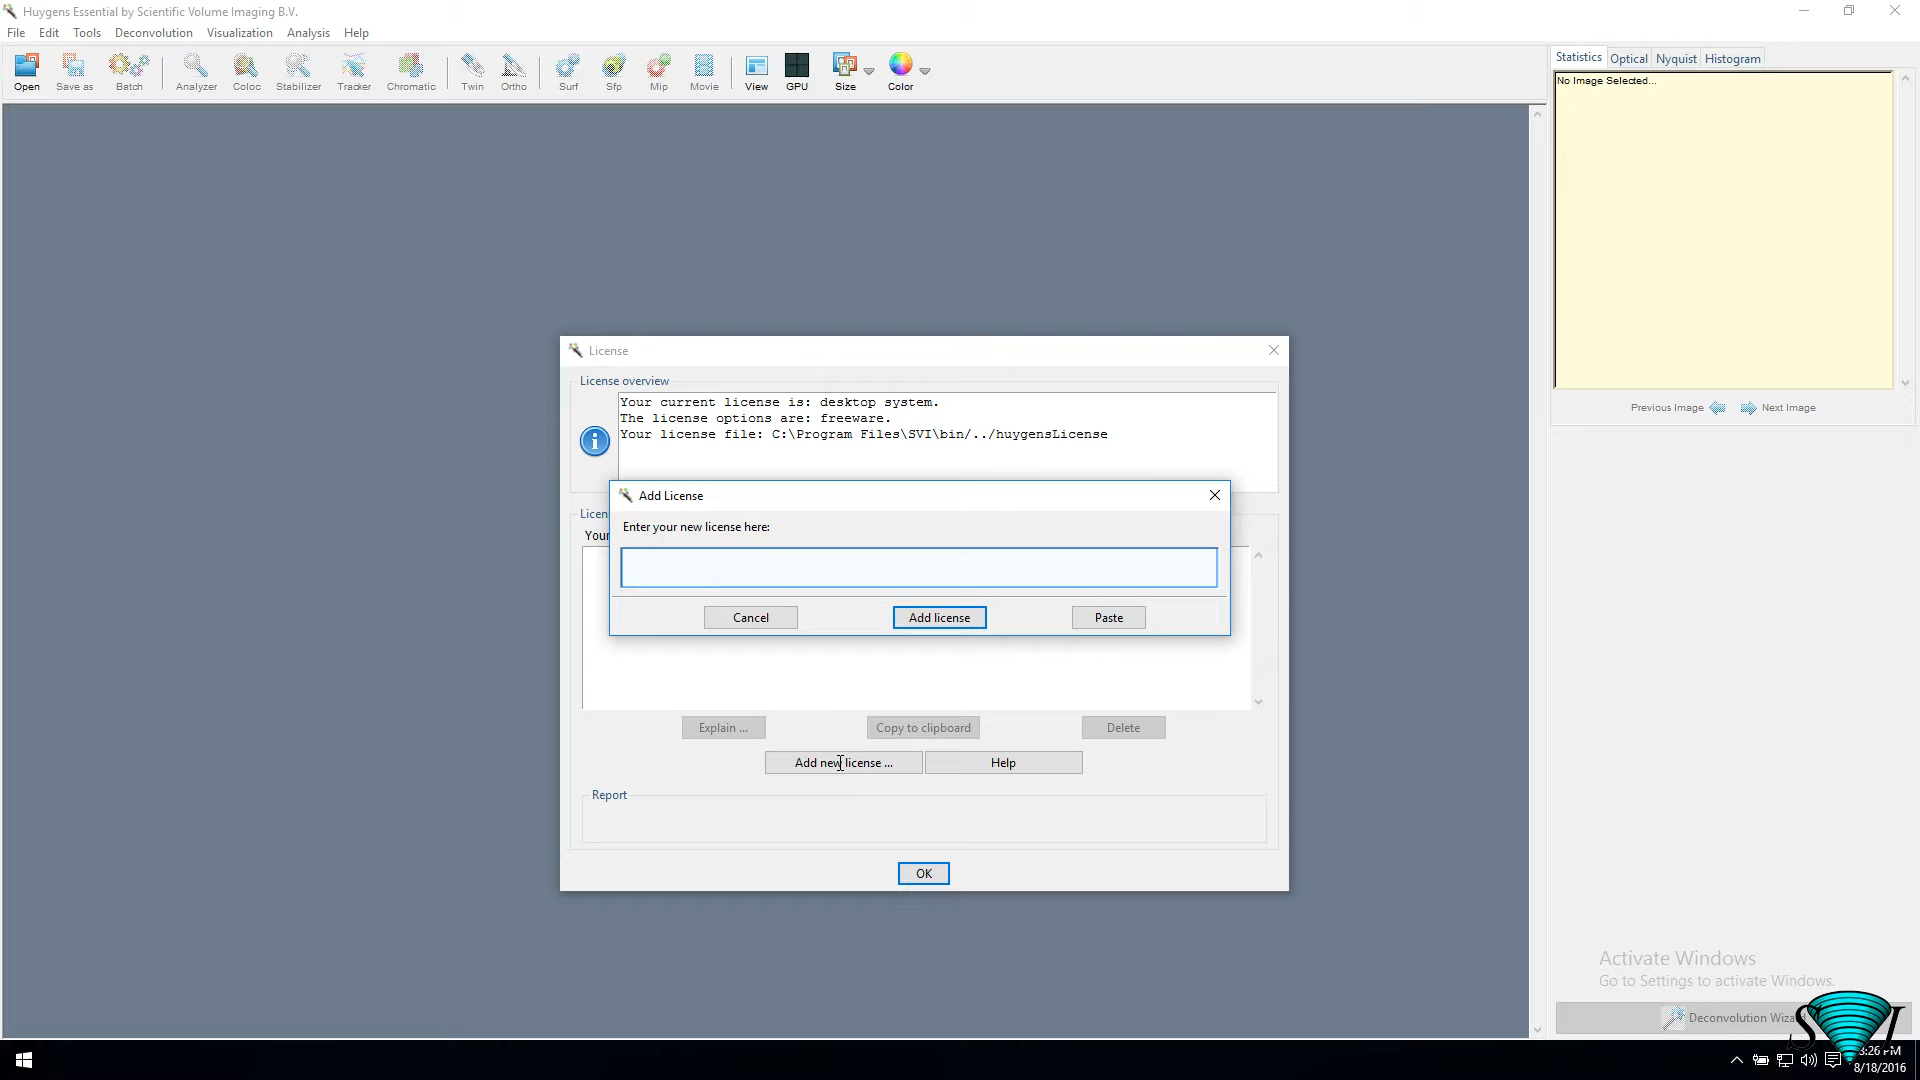 Huygens Essential by Scientific Volume Imaging B.V.
File Edit Tools Deconvolution Visualization Analysis Help
Open Save as Batch Analyzer Coloc Stabilizer Tracker Chromatic Twin Ortho Surf Sfp Mip Movie View GPU Size Color
Statistics Optical Nyquist Histogram
No Image Selected...
Previous Image Next Image
License
License overview
Your current license is: desktop system.
The license options are: freeware.
Your license file: C:\Program Files\SVI\bin/../huygensLicense
Licen
Your
Add License
Enter your new license here:
Cancel Add license Paste
Explain ... Copy to clipboard Delete
Add new license ... Help
Report
OK
Activate Windows
Go to Settings to activate Windows.
Deconvolution Wiza
SVI
:26 PM
8/18/2016